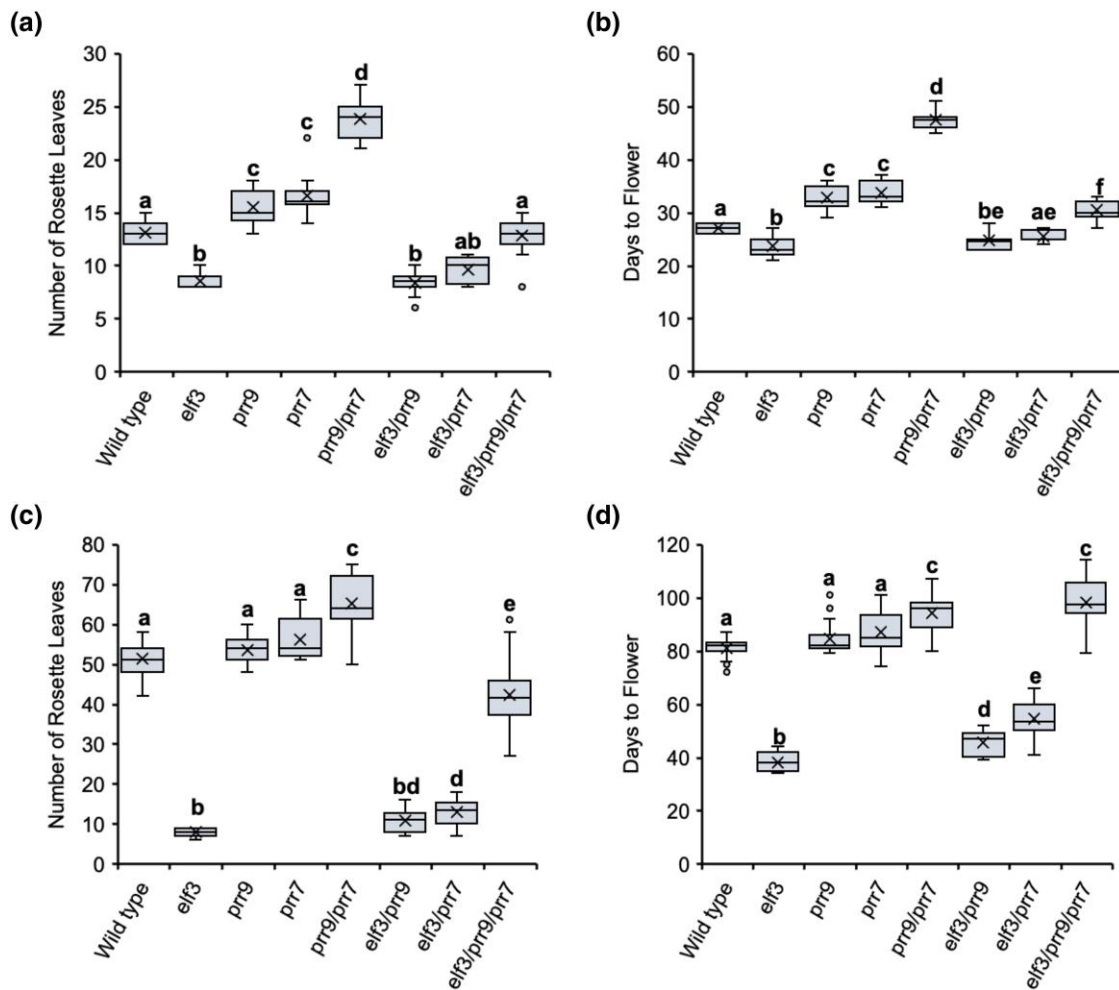 (a)
Number of Rosette Leaves
30
25
20
15
10
5
0
a
b
c
c
d
b
ab
a
Wild type
elf3
prr9
prr7
prr9/prr7
elf3/prr9
elf3/prr7
elf3/prr9/prr7
(b)
Days to Flower
60
50
40
30
20
10
0
a
b
c
c
d
be
ae
f
Wild type
elf3
prr9
prr7
prr9/prr7
elf3/prr9
elf3/prr7
elf3/prr9/prr7
(c)
Number of Rosette Leaves
80
70
60
50
40
30
20
10
0
a
b
a
a
c
bd
d
e
Wild type
elf3
prr9
prr7
prr9/prr7
elf3/prr9
elf3/prr7
elf3/prr9/prr7
(d)
Days to Flower
120
100
80
60
40
20
0
a
b
a
a
c
d
e
c
Wild type
elf3
prr9
prr7
prr9/prr7
elf3/prr9
elf3/prr7
elf3/prr9/prr7